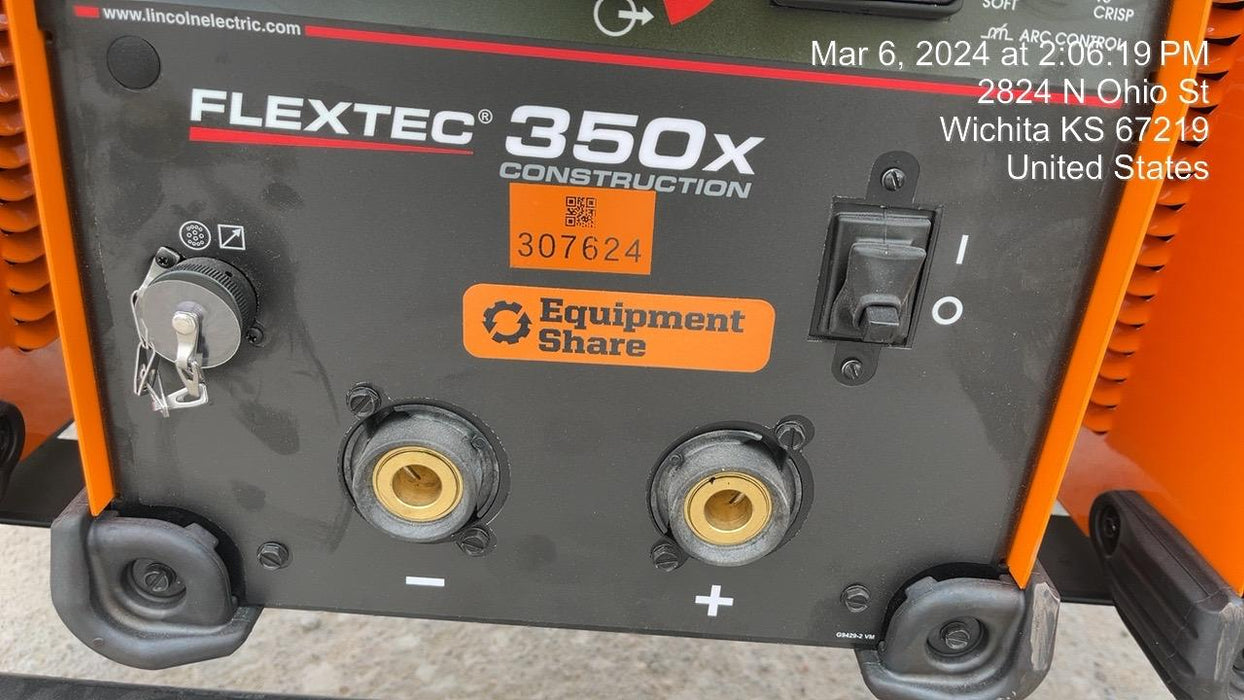 www.lincolnelectric.com
SOFT
CRISP
ARC CONTROL
Mar 6, 2024 at 2:06:19 PM
2824 N Ohio St
Wichita KS 67219
United States
FLEXTEC® 350X
CONSTRUCTION
307624
Equipment
Share
I
O
−
+
G9429-2 VM